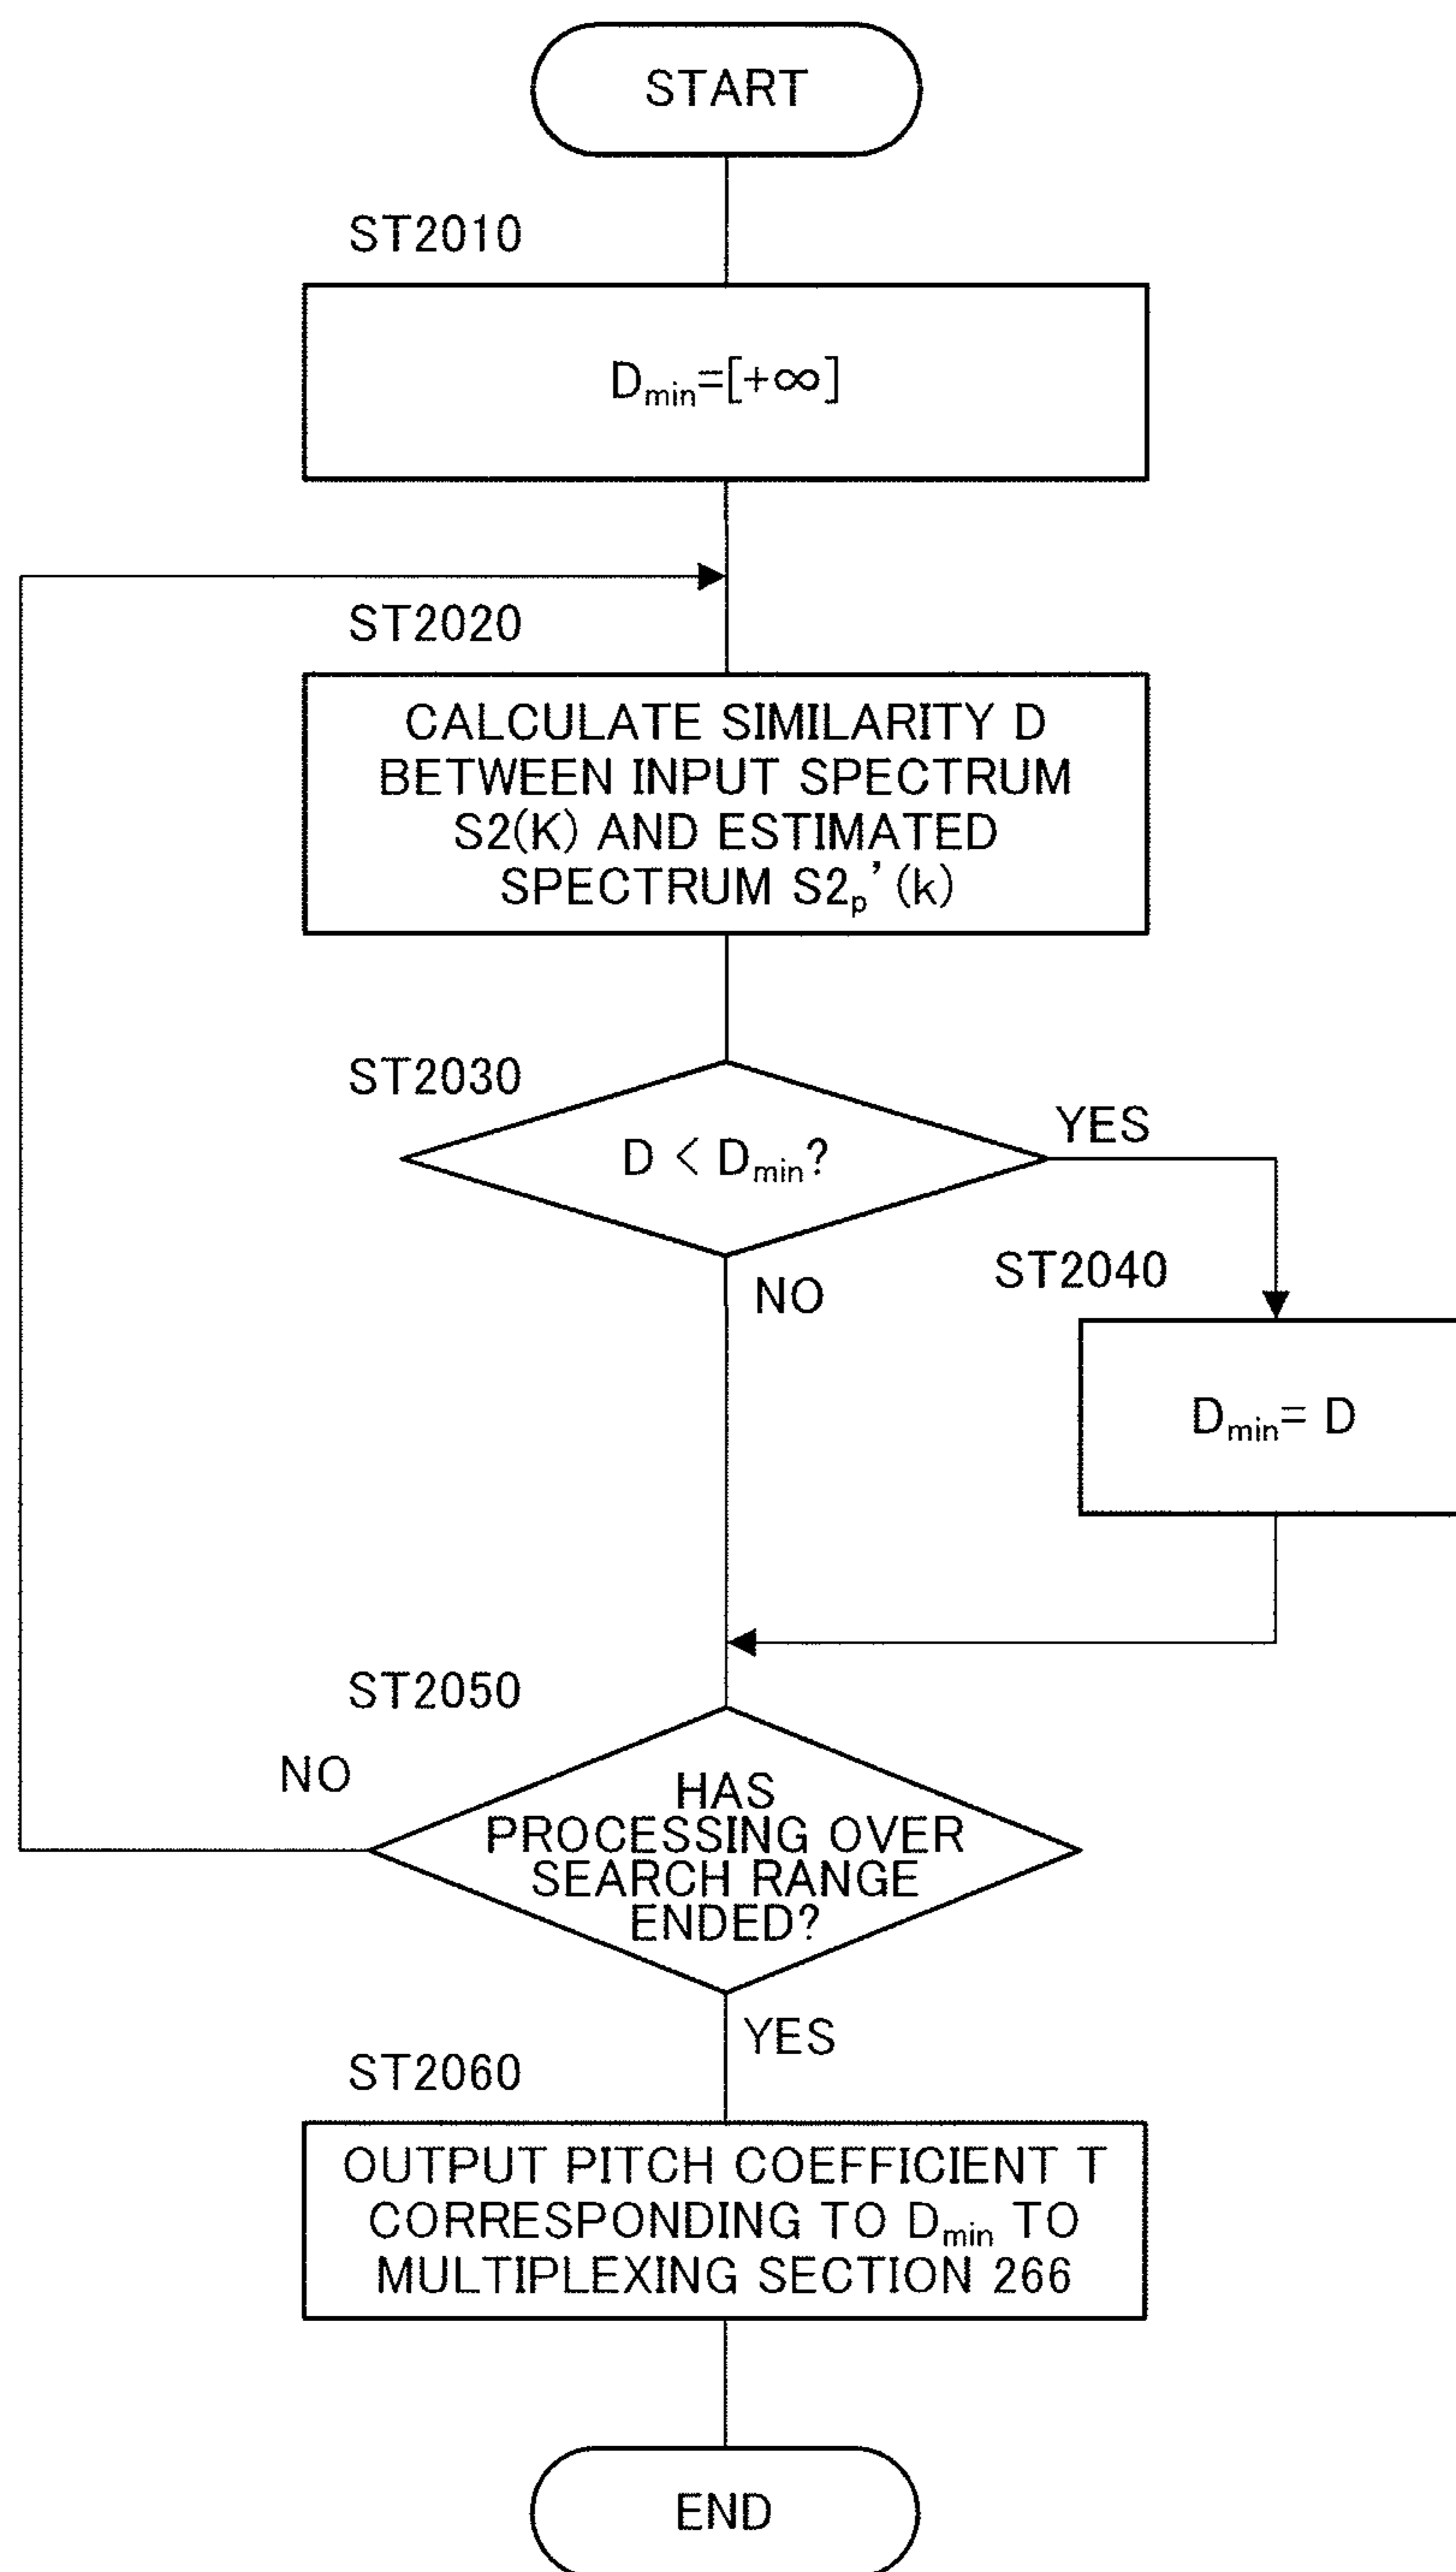 START
ST2010
Dmin=[+∞]
ST2020
CALCULATE SIMILARITY D
BETWEEN INPUT SPECTRUM
S2(K) AND ESTIMATED
SPECTRUM S2p'(k)
ST2030
D < Dmin?
YES
NO
ST2040
Dmin= D
ST2050
NO
HAS
PROCESSING OVER
SEARCH RANGE
ENDED?
YES
ST2060
OUTPUT PITCH COEFFICIENT T
CORRESPONDING TO Dmin TO
MULTIPLEXING SECTION 266
END